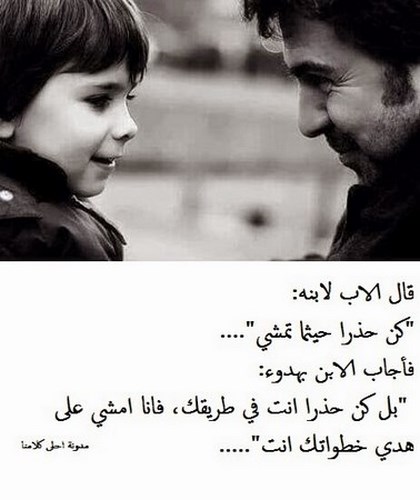 قال الاب لابنه:
"كن حذرا حيثما تمشي"....
فأجاب الابن بهدوء:
"بل كن حذرا انت في طريقك، فانا امشي على
هدي خطواتك انت".....
مدونة احلى كلامنا